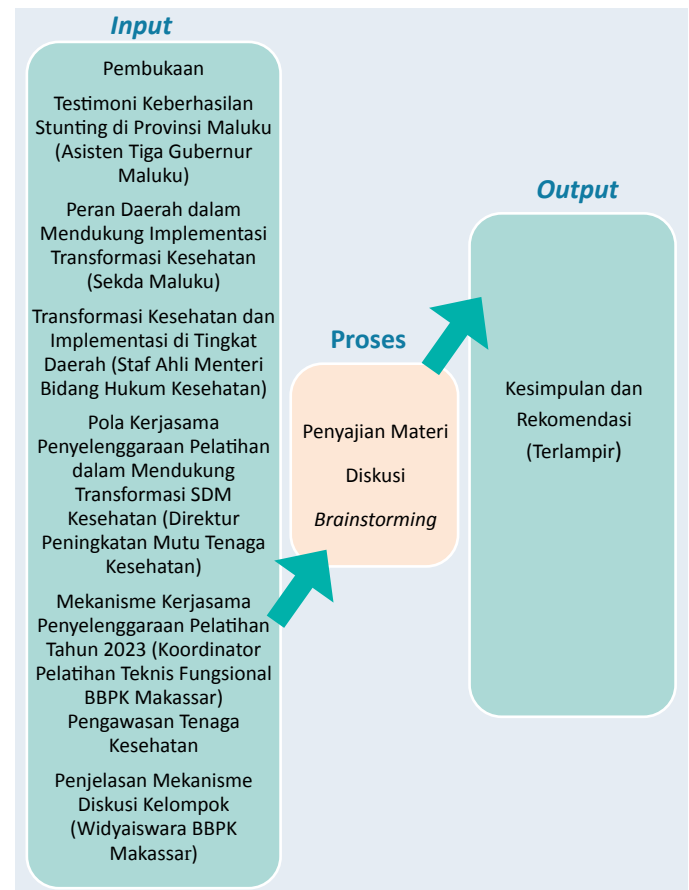 Input
Pembukaan
Testimoni Keberhasilan
Stunting di Provinsi Maluku
(Asisten Tiga Gubernur
Maluku)
Peran Daerah dalam
Mendukung Implementasi
Transformasi Kesehatan
(Sekda Maluku)
Transformasi Kesehatan dan
Implementasi di Tingkat
Daerah (Staf Ahli Menteri
Bidang Hukum Kesehatan)
Pola Kerjasama
Penyelenggaraan Pelatihan
dalam Mendukung
Transformasi SDM
Kesehatan (Direktur
Peningkatan Mutu Tenaga
Kesehatan)
Mekanisme Kerjasama
Penyelenggaraan Pelatihan
Tahun 2023 (Koordinator
Pelatihan Teknis Fungsional
BBPK Makassar)
Pengawasan Tenaga
Kesehatan
Penjelasan Mekanisme
Diskusi Kelompok
(Widyaiswara BBPK
Makassar)
Proses
Penyajian Materi
Diskusi
Brainstorming
Output
Kesimpulan dan
Rekomendasi
(Terlampir)